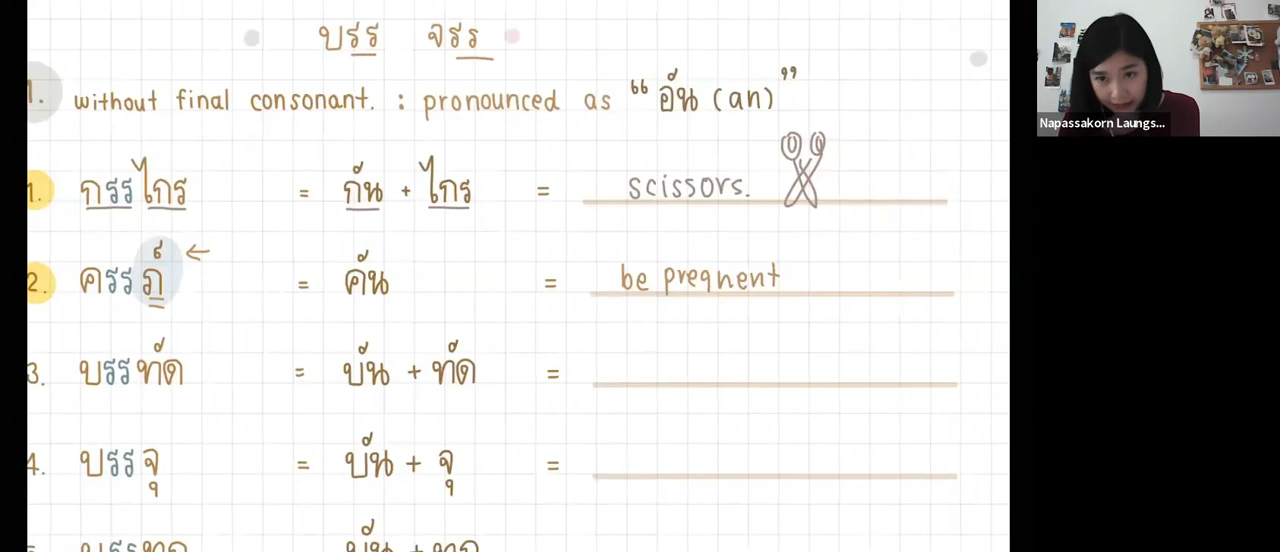 บรร จรร
1. without final consonant. : pronounced as “ อัน (an) ”
1. กรรไกร = กัน + ไกร = scissors.
2. ครรภ์ ← = คัน = be pregnent
3. บรรทัด = บัน + ทัด =
4. บรรจุ = บัน + จุ =
Napassakorn Laungs...